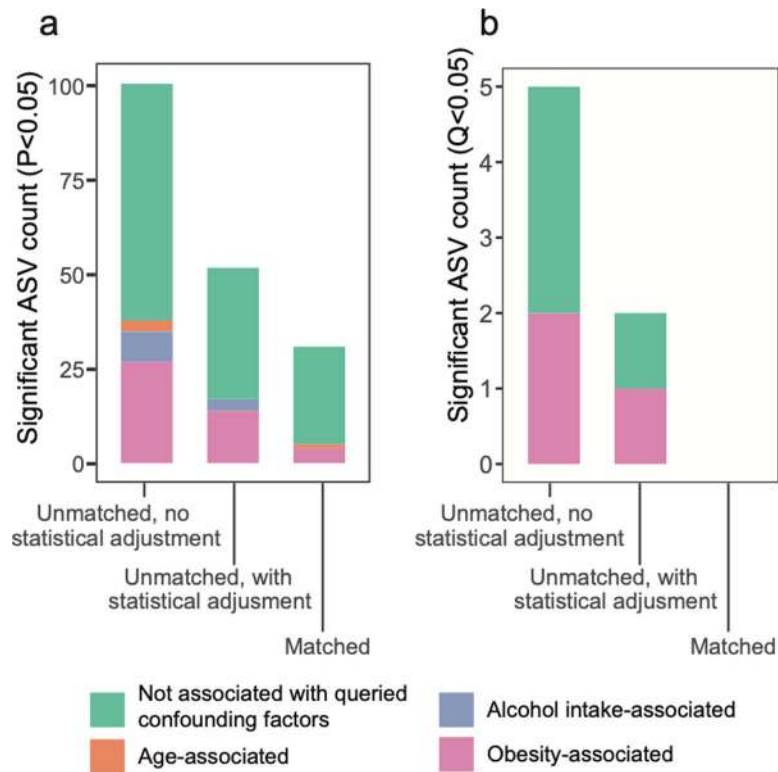 a
Significant ASV count (P<0.05)
100
75
50
25
0
Unmatched, no
statistical adjustment
Unmatched, with
statistical adjusment
Matched
b
Significant ASV count (Q<0.05)
5
4
3
2
1
0
Unmatched, no
statistical adjustment
Unmatched, with
statistical adjusment
Matched
Not associated with queried
confounding factors
Age-associated
Alcohol intake-associated
Obesity-associated